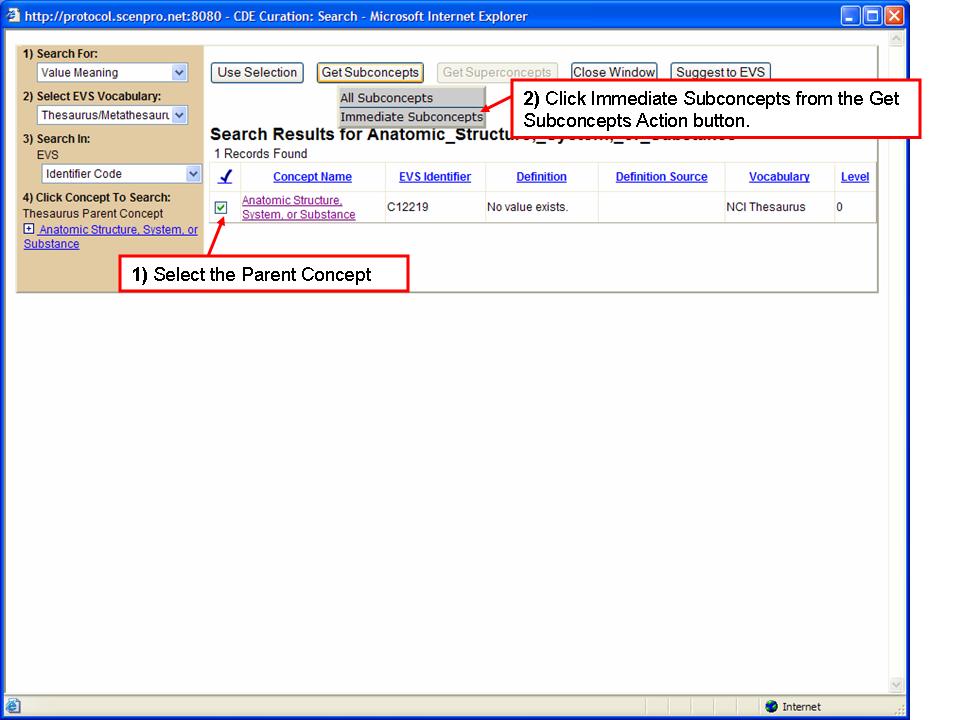 http://protocol.scenpro.net:8080 - CDE Curation: Search - Microsoft Internet Explorer
1) Search For:
Value Meaning
2) Select EVS Vocabulary:
Thesaurus/Metathesauru
3) Search In:
EVS
Identifier Code
4) Click Concept To Search:
Thesaurus Parent Concept
Anatomic Structure, System, or
Substance
Use Selection Get Subconcepts Get Superconcepts Close Window Suggest to EVS
All Subconcepts
Immediate Subconcepts
2) Click Immediate Subconcepts from the Get
Subconcepts Action button.
Search Results for Anatomic_Structure,_System,_or_Substance
1 Records Found
Concept Name EVS Identifier Definition Definition Source Vocabulary Level
Anatomic Structure,
System, or Substance
C12219 No value exists. NCI Thesaurus 0
1) Select the Parent Concept
Internet